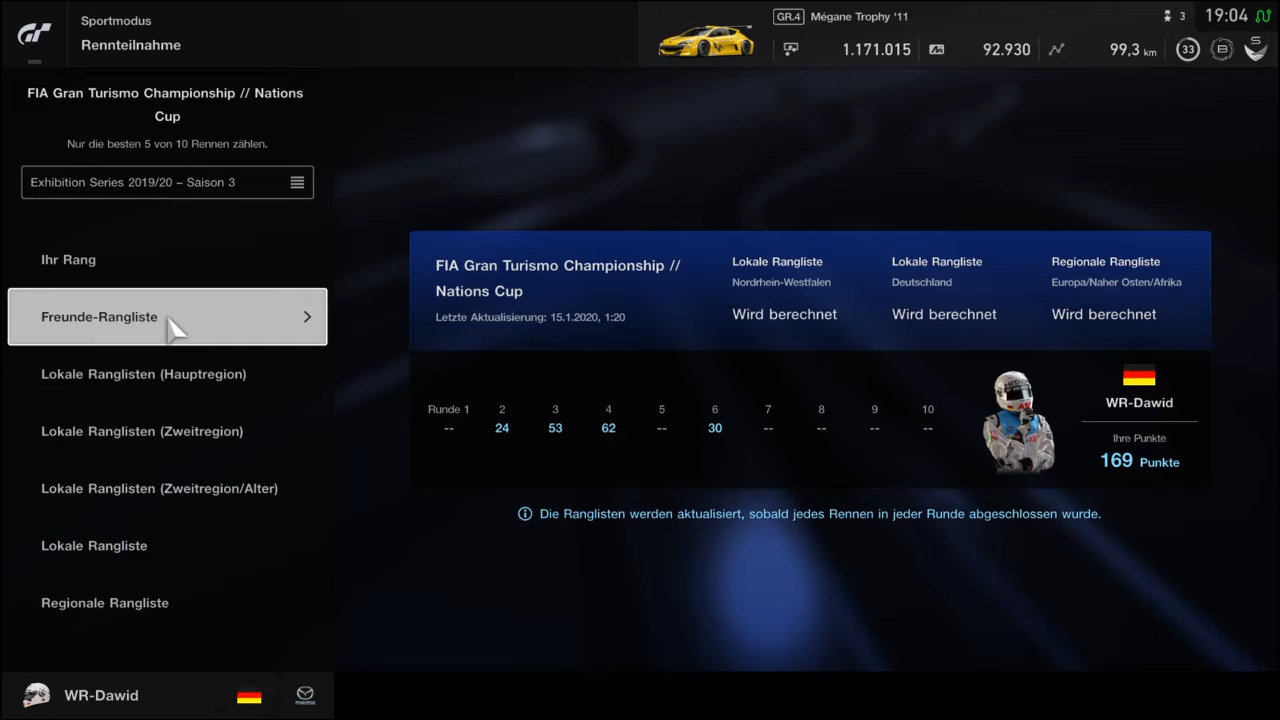 Sportmodus
Rennteilnahme
GR.4 Mégane Trophy '11
3
19:04
1.171.015
92.930
99,3 km
33
B
S
FIA Gran Turismo Championship // Nations
Cup
Nur die besten 5 von 10 Rennen zählen.
Exhibition Series 2019/20 – Saison 3
Ihr Rang
Freunde-Rangliste
Lokale Ranglisten (Hauptregion)
Lokale Ranglisten (Zweitregion)
Lokale Ranglisten (Zweitregion/Alter)
Lokale Rangliste
Regionale Rangliste
FIA Gran Turismo Championship //
Nations Cup
Letzte Aktualisierung: 15.1.2020, 1:20
Lokale Rangliste
Nordrhein-Westfalen
Wird berechnet
Lokale Rangliste
Deutschland
Wird berechnet
Regionale Rangliste
Europa/Naher Osten/Afrika
Wird berechnet
Runde 1 2 3 4 5 6 7 8 9 10
-- 24 53 62 -- 30 -- -- -- --
WR-Dawid
Ihre Punkte
169 Punkte
Die Ranglisten werden aktualisiert, sobald jedes Rennen in jeder Runde abgeschlossen wurde.
WR-Dawid
mazda